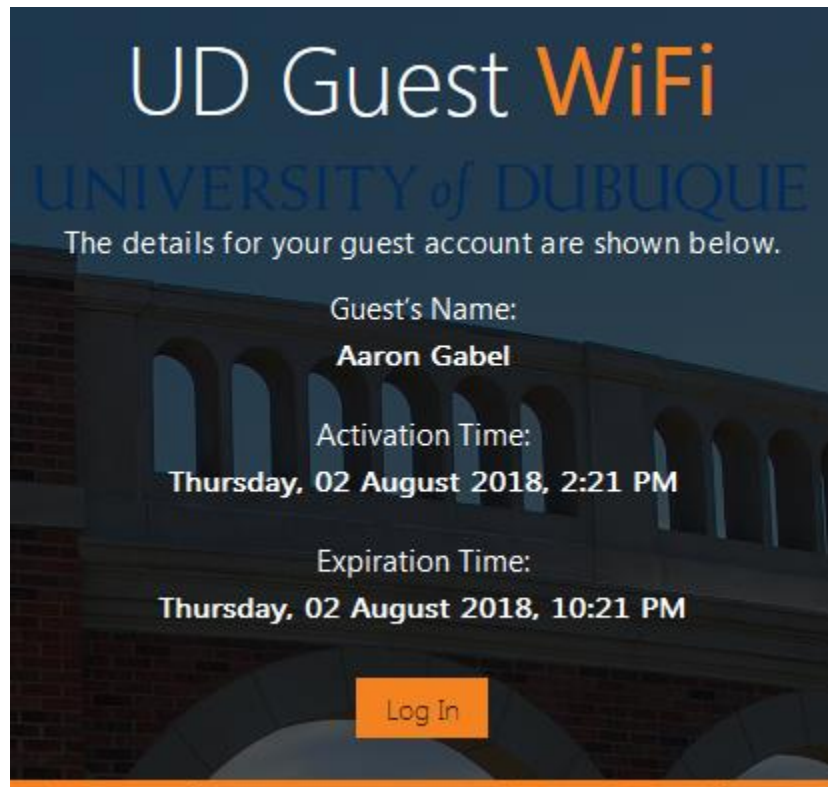 UD Guest WiFi
UNIVERSITY of DUBUQUE
The details for your guest account are shown below.
Guest's Name:
Aaron Gabel
Activation Time:
Thursday, 02 August 2018, 2:21 PM
Expiration Time:
Thursday, 02 August 2018, 10:21 PM
Log In